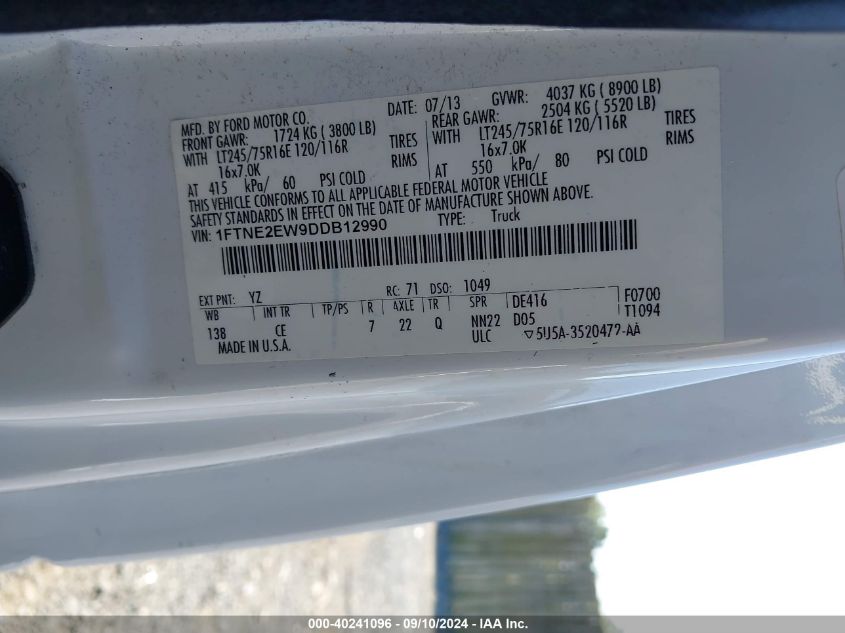 MFD. BY FORD MOTOR CO.
DATE: 07/13
GVWR: 4037 KG ( 8900 LB)
FRONT GAWR: 1724 KG ( 3800 LB)
REAR GAWR: 2504 KG ( 5520 LB)
WITH LT245/75R16E 120/116R TIRES
WITH LT245/75R16E 120/116R TIRES
16x7.0K RIMS
16x7.0K RIMS
AT 415 kPa/ 60 PSI COLD
AT 550 kPa/ 80 PSI COLD
THIS VEHICLE CONFORMS TO ALL APPLICABLE FEDERAL MOTOR VEHICLE
SAFETY STANDARDS IN EFFECT ON THE DATE OF MANUFACTURE SHOWN ABOVE.
VIN: 1FTNE2EW9DDB12990
TYPE: Truck
EXT PNT: YZ RC: 71 DSO: 1049
WB INT TR TP/PS R AXLE TR SPR DE416 F0700
138 CE 7 22 Q NN22 D05 T1094
MADE IN U.S.A. ULC ▽5U5A-3520472-AA
000-40241096 - 09/10/2024 - IAA Inc.